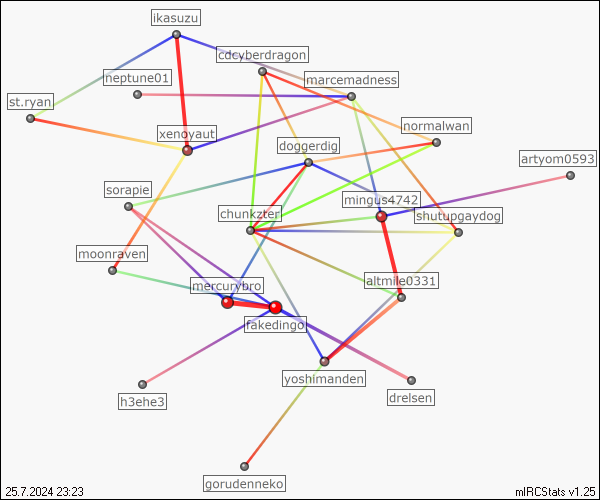 ikasuzu
cdcyberdragon
neptune01
marcemadness
st.ryan
normalwan
xenoyaut
doggerdig
artyom0593
sorapie
mingus4742
chunkzter
shutupgaydog
moonraven
altmile0331
mercurybro
fakedingo
yoshimanden
drelsen
h3ehe3
gorudenneko
25.7.2024 23:23
mIRCStats v1.25